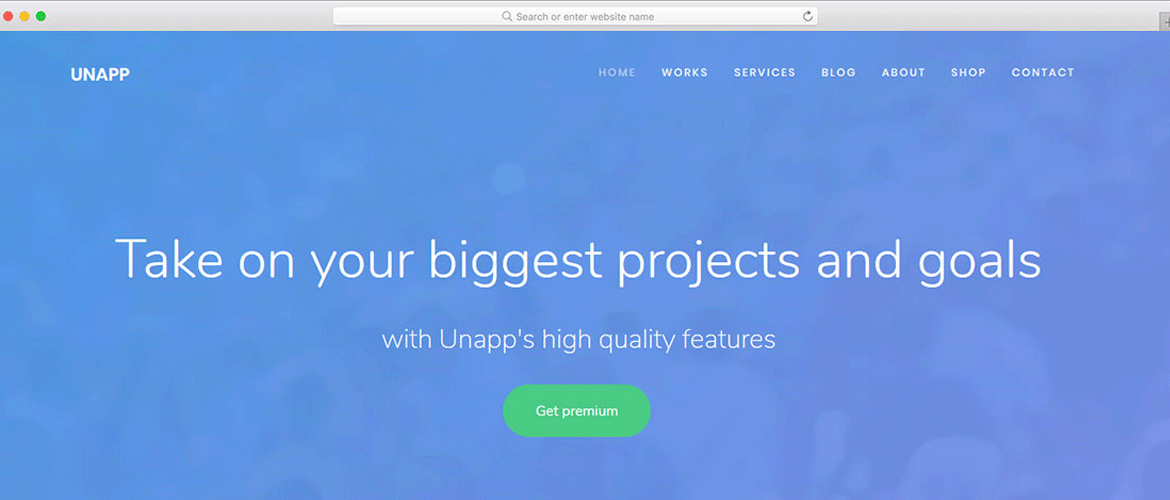 Search or enter website name
UNAPP
HOME WORKS SERVICES BLOG ABOUT SHOP CONTACT
Take on your biggest projects and goals
with Unapp's high quality features
Get premium